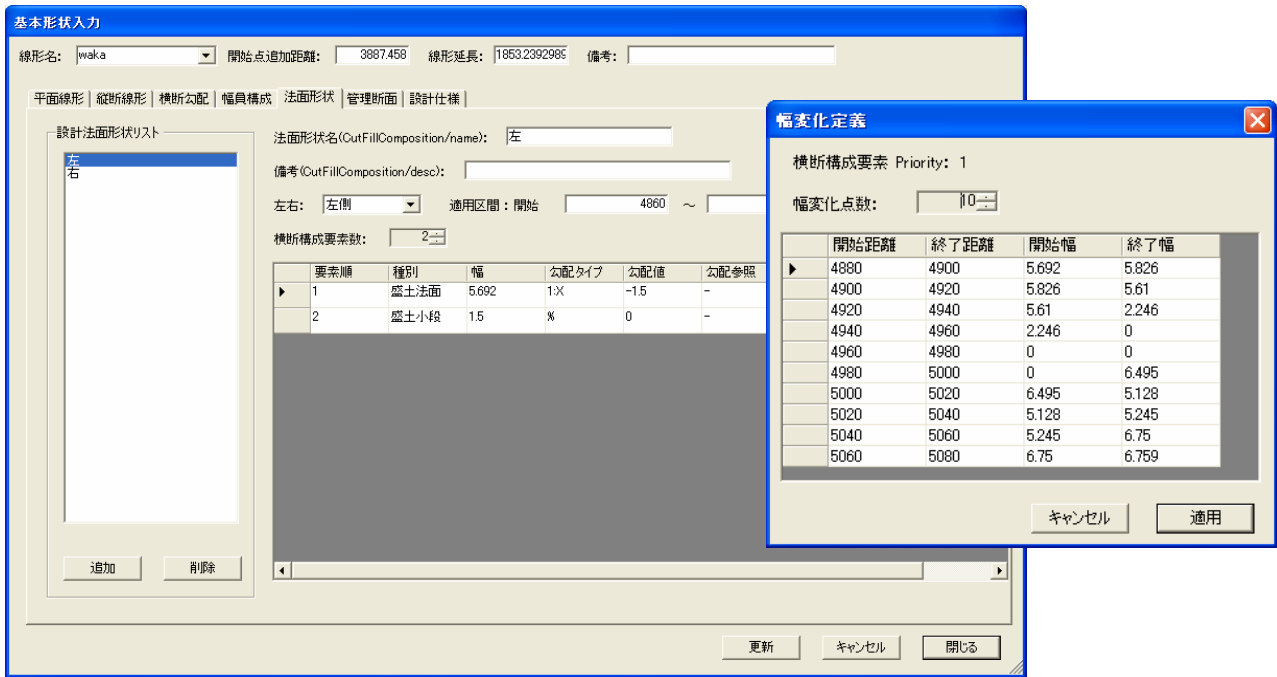 基本形状入力
線形名: waka 開始点追加距離: 3887.458 線形延長: 1853.2392989 備考:
平面線形 縦断線形 横断勾配 幅員構成 法面形状 管理断面 設計仕様
設計法面形状リスト
左
右
追加 削除
法面形状名(CutFillComposition/name): 左
備考(CutFillComposition/desc):
左右: 左側 適用区間:開始 4860 ～
横断構成要素数: 2
要素順 種別 幅 勾配タイプ 勾配値 勾配参照
1 盛土法面 5.692 1:X -1.5 -
2 盛土小段 1.5 % 0 -
更新 キャンセル 閉じる
幅変化定義
横断構成要素 Priority: 1
幅変化点数: 10
開始距離 終了距離 開始幅 終了幅
4880 4900 5.692 5.826
4900 4920 5.826 5.61
4920 4940 5.61 2.246
4940 4960 2.246 0
4960 4980 0 0
4980 5000 0 6.495
5000 5020 6.495 5.128
5020 5040 5.128 5.245
5040 5060 5.245 6.75
5060 5080 6.75 6.759
キャンセル 適用